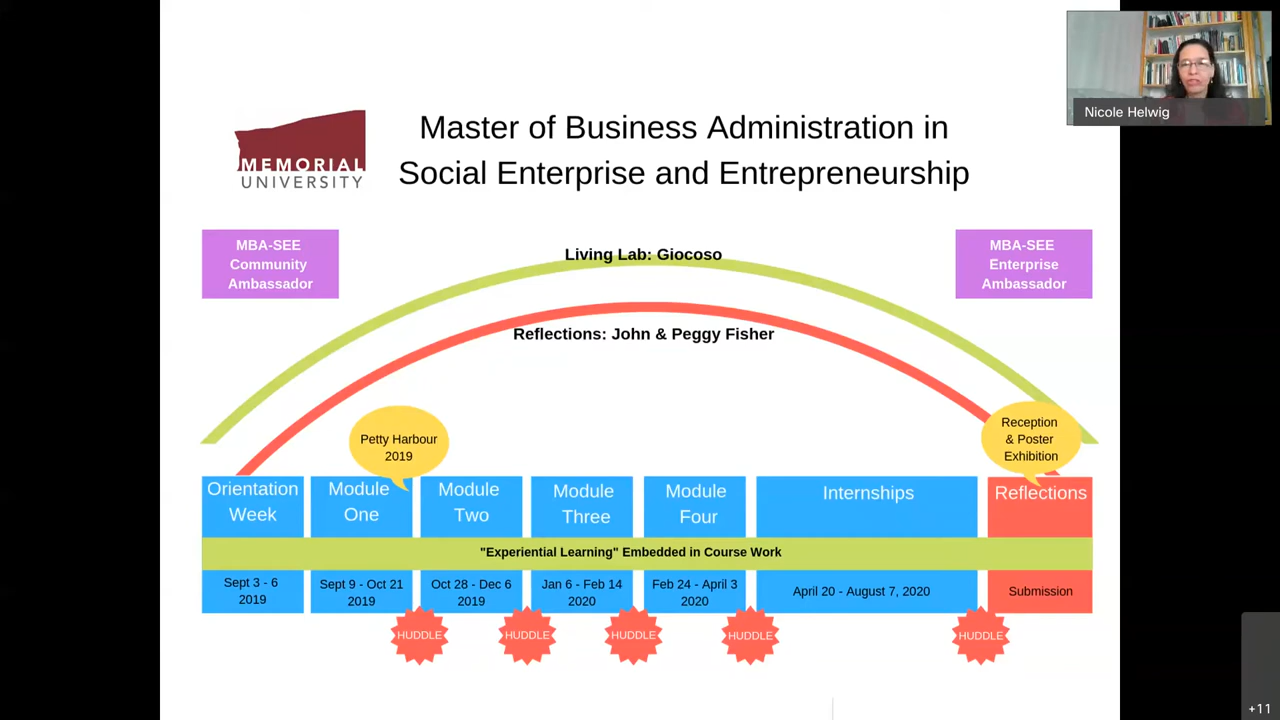 Nicole Helwig
MEMORIAL
UNIVERSITY
Master of Business Administration in
Social Enterprise and Entrepreneurship
MBA-SEE
Community
Ambassador
Living Lab: Giocoso
MBA-SEE
Enterprise
Ambassador
Reflections: John & Peggy Fisher
Petty Harbour
2019
Reception
& Poster
Exhibition
Orientation
Week
Module
One
Module
Two
Module
Three
Module
Four
Internships
Reflections
"Experiential Learning" Embedded in Course Work
Sept 3 - 6
2019
Sept 9 - Oct 21
2019
Oct 28 - Dec 6
2019
Jan 6 - Feb 14
2020
Feb 24 - April 3
2020
April 20 - August 7, 2020
Submission
HUDDLE
HUDDLE
HUDDLE
HUDDLE
HUDDLE
+11